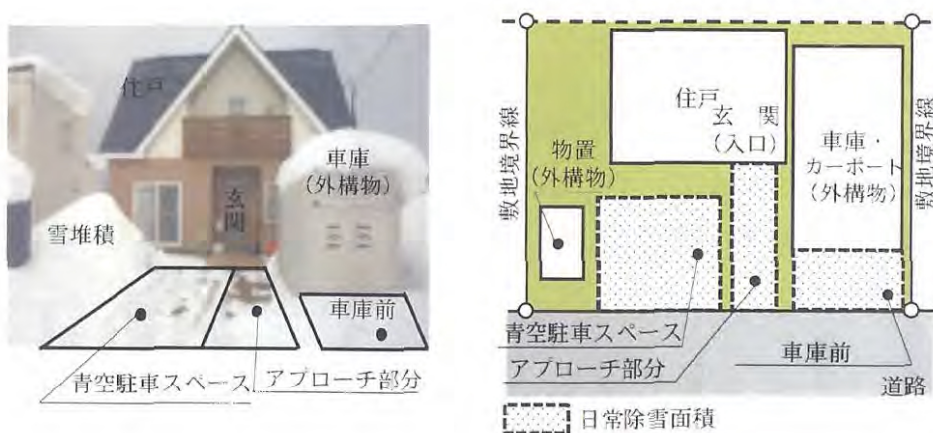 住戸
車庫
(外構物)
玄関
雪堆積
車庫前
青空駐車スペース
アプローチ部分
敷地境界線
住戸
玄 関
(入口)
物置
(外構物)
車庫・
カーポート
(外構物)
敷地境界線
青空駐車スペース
アプローチ部分
車庫前
道路
日常除雪面積